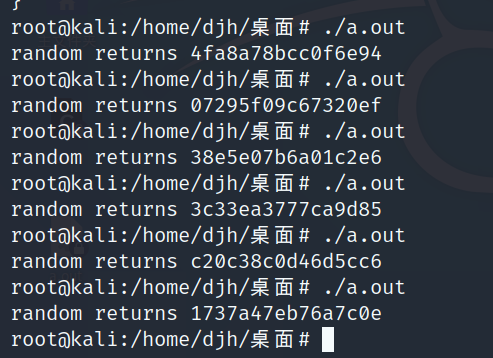 }
root@kali:/home/djh/桌面# ./a.out
random returns 4fa8a78bcc0f6e94
root@kali:/home/djh/桌面# ./a.out
random returns 07295f09c67320ef
root@kali:/home/djh/桌面# ./a.out
random returns 38e5e07b6a01c2e6
root@kali:/home/djh/桌面# ./a.out
random returns 3c33ea3777ca9d85
root@kali:/home/djh/桌面# ./a.out
random returns c20c38c0d46d5cc6
root@kali:/home/djh/桌面# ./a.out
random returns 1737a47eb76a7c0e
root@kali:/home/djh/桌面#